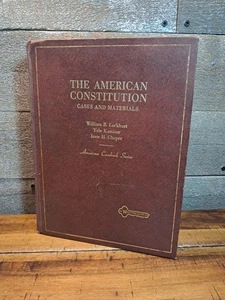 THE AMERICAN
CONSTITUTION
CASES AND MATERIALS
William B. Lockhart
Yale Kamisar
Jesse H. Choper
American Casebook Series